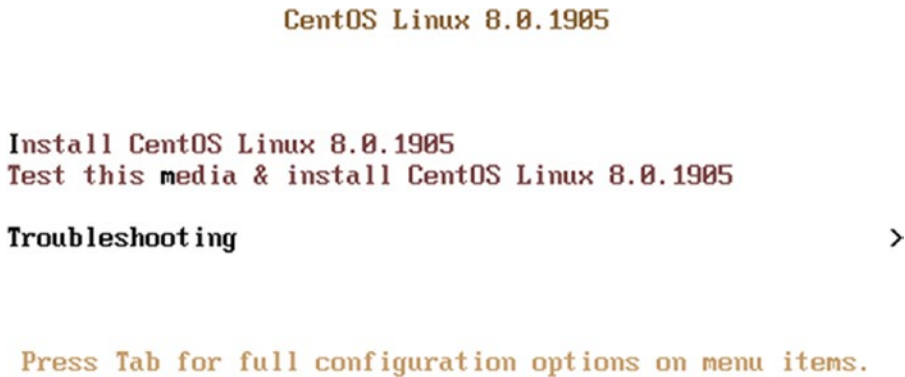 CentOS Linux 8.0.1905
Install CentOS Linux 8.0.1905
Test this media & install CentOS Linux 8.0.1905
Troubleshooting >
Press Tab for full configuration options on menu items.